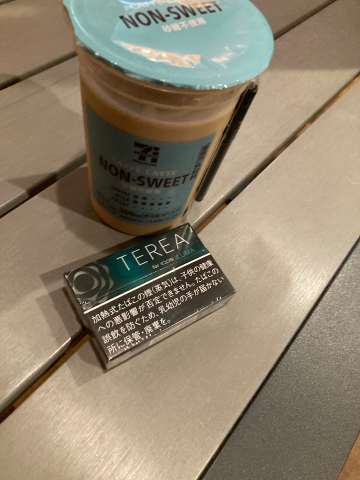 NON-SWEET
砂糖不使用
LATTE
NON-SWEET
TEREA
for IQOS ILUMA
加熱式たばこの煙(蒸気)は、子供の健康
への悪影響が否定できません。たばこの
誤飲を防ぐため、乳幼児の手が届かない
所に保管・廃棄を。